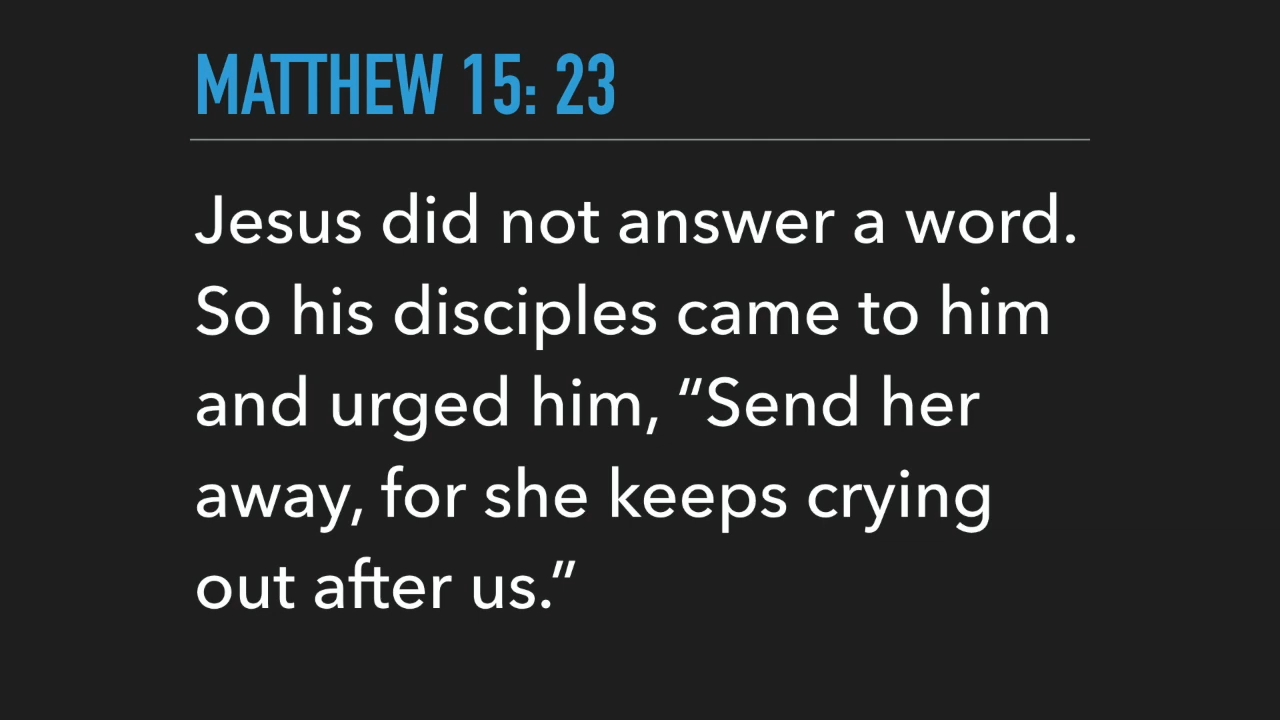 MATTHEW 15: 23
Jesus did not answer a word.
So his disciples came to him
and urged him, “Send her
away, for she keeps crying
out after us.”